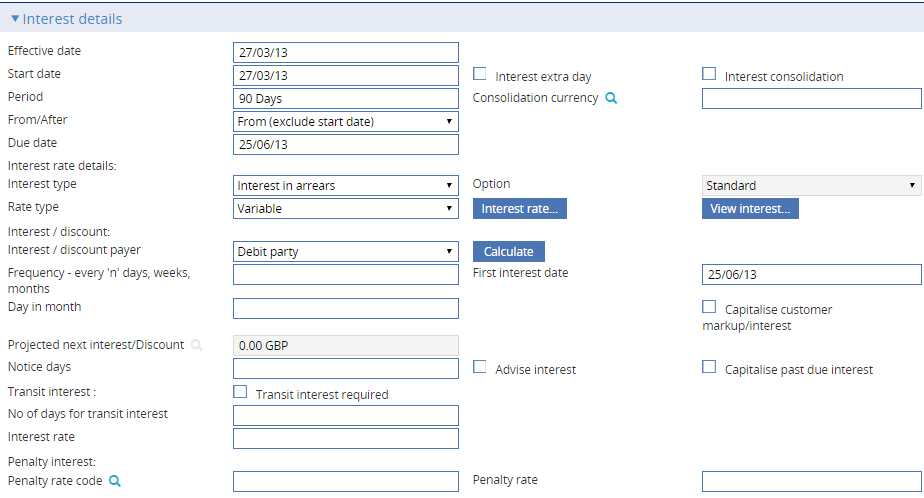 Interest details
Effective date 27/03/13
Start date 27/03/13 Interest extra day Interest consolidation
Period 90 Days Consolidation currency
From/After From (exclude start date)
Due date 25/06/13
Interest rate details:
Interest type Interest in arrears Option Standard
Rate type Variable Interest rate... View interest...
Interest / discount:
Interest / discount payer Debit party Calculate
Frequency - every 'n' days, weeks, First interest date 25/06/13
months
Day in month Capitalise customer
markup/interest
Projected next interest/Discount 0.00 GBP
Notice days Advise interest Capitalise past due interest
Transit interest : Transit interest required
No of days for transit interest
Interest rate
Penalty interest:
Penalty rate code Penalty rate